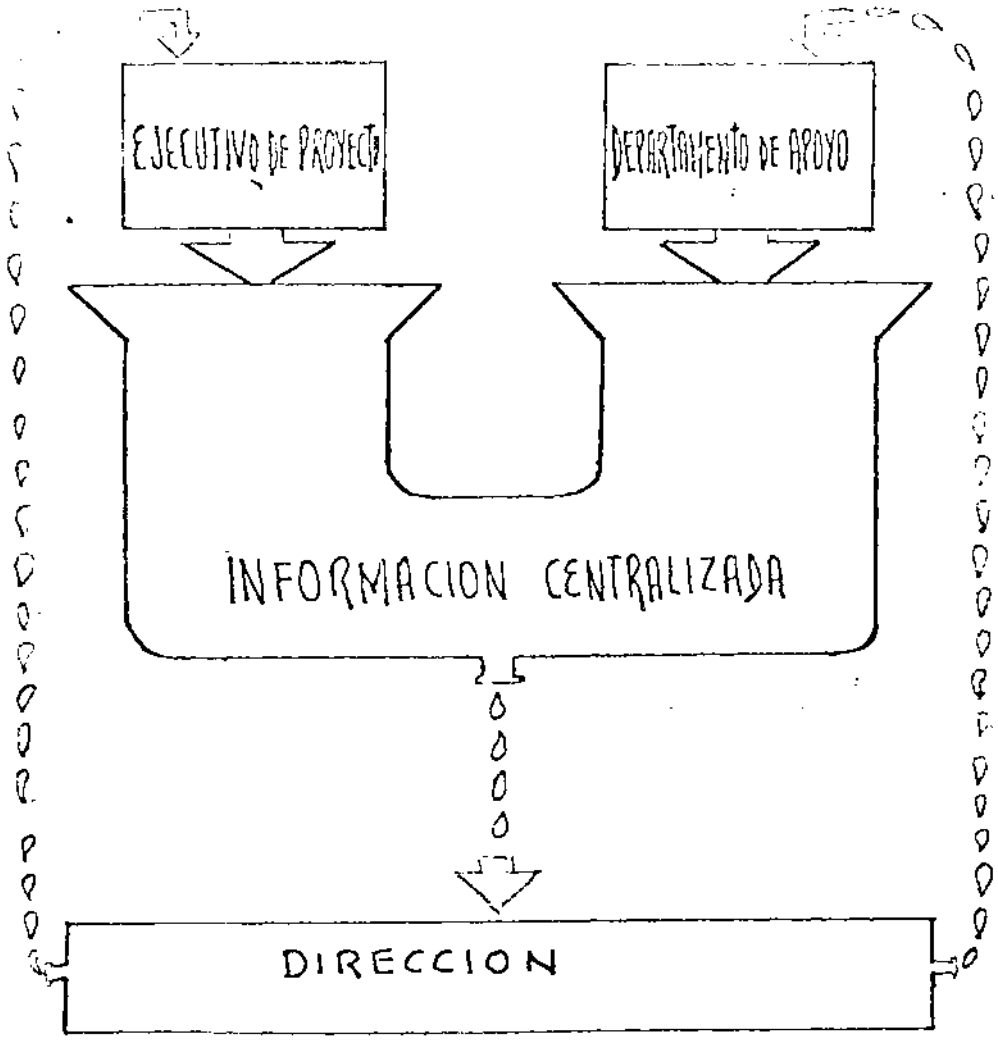 EJECUTIVO DE PROYECTO
DEPARTAMENTO DE APOYO
INFORMACION CENTRALIZADA
DIRECCION